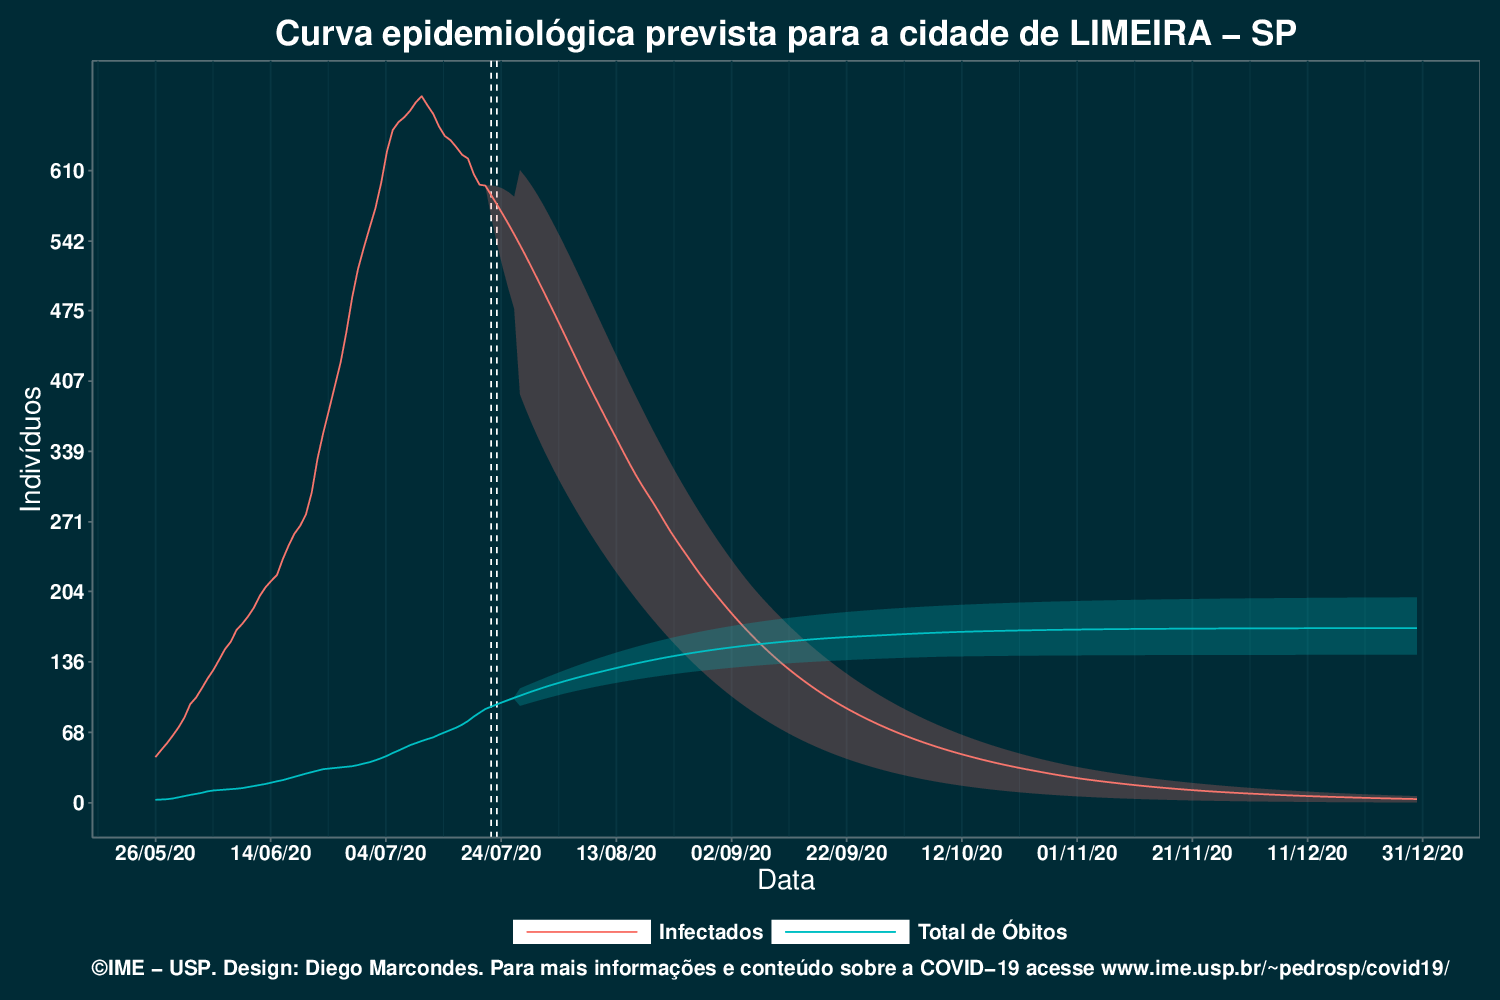 Curva epidemiológica prevista para a cidade de LIMEIRA – SP
Indivíduos
610
542
475
407
339
271
204
136
68
0
26/05/20 14/06/20 04/07/20 24/07/20 13/08/20 02/09/20 22/09/20 12/10/20 01/11/20 21/11/20 11/12/20 31/12/20
Data
Infectados Total de Óbitos
©IME – USP. Design: Diego Marcondes. Para mais informações e conteúdo sobre a COVID–19 acesse www.ime.usp.br/~pedrosp/covid19/